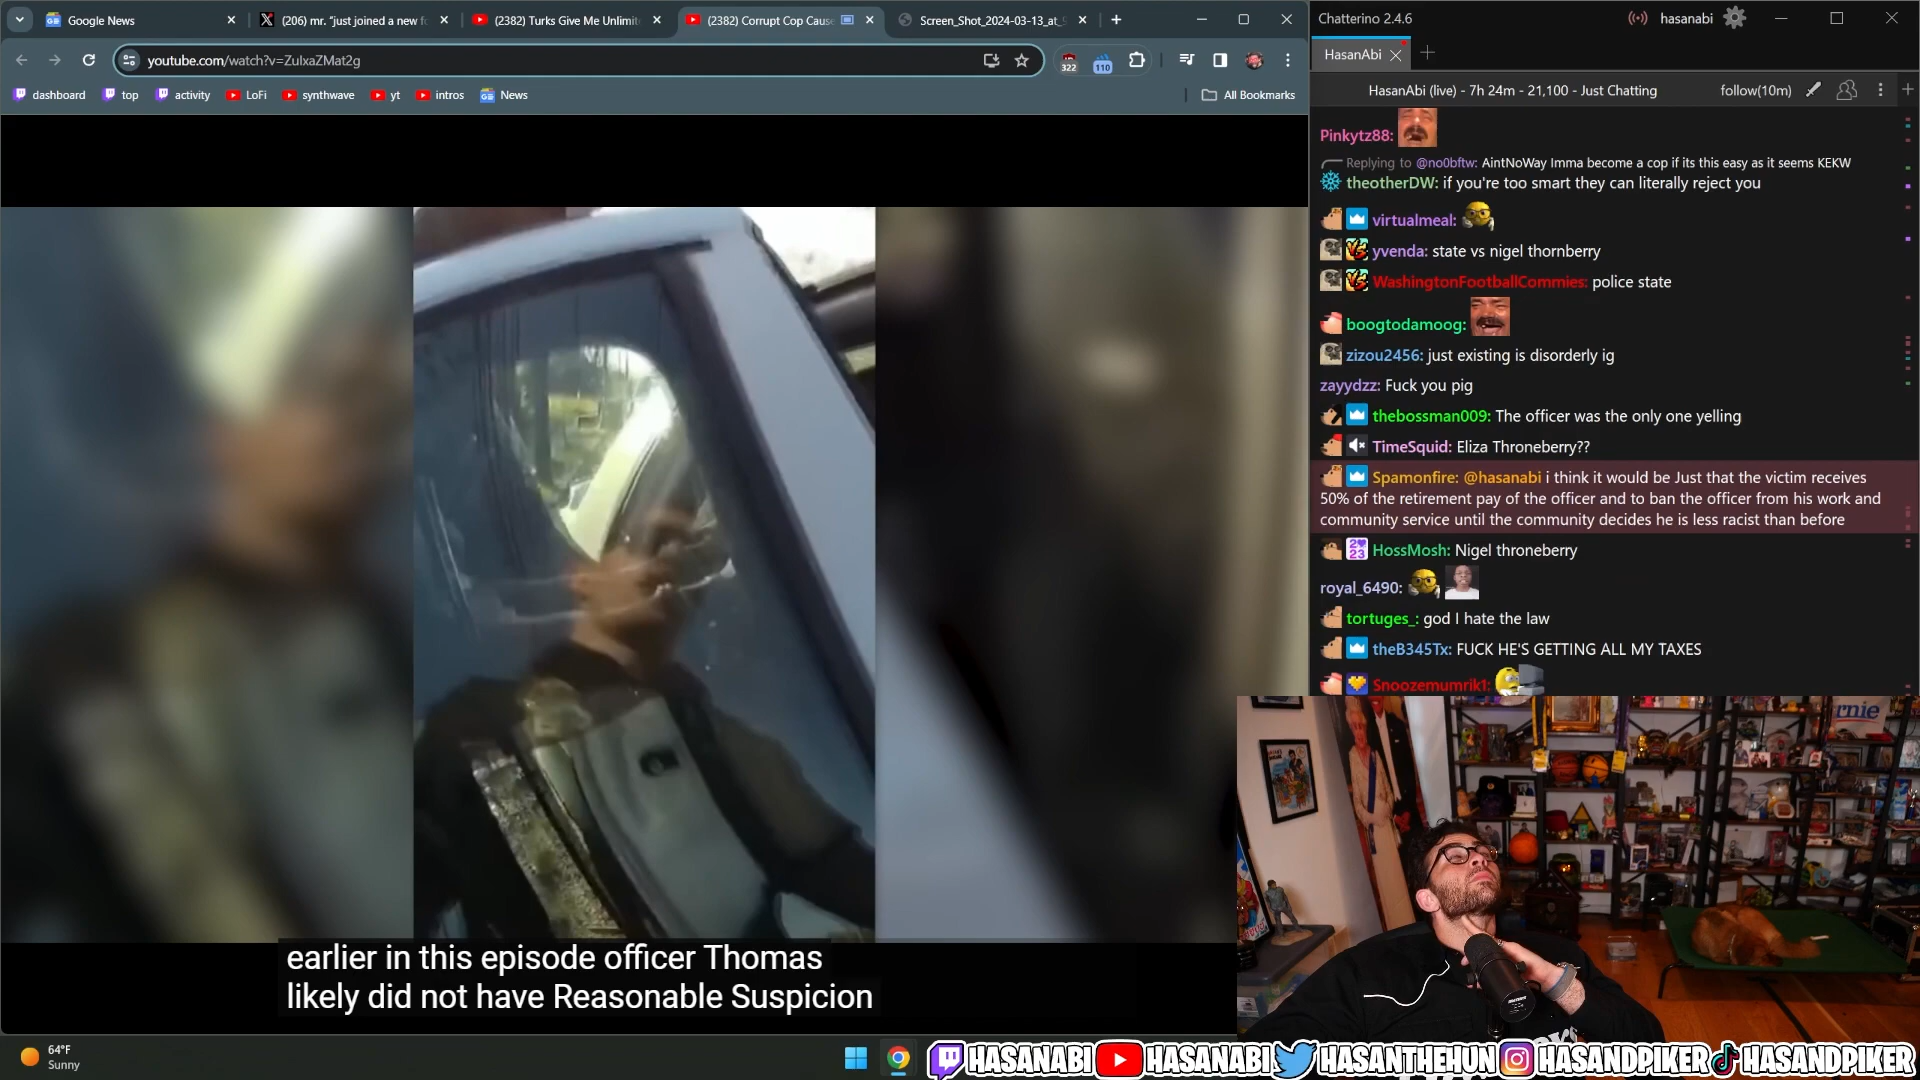 Google News
(206) mr. "just joined a new f
(2382) Turks Give Me Unlimit
(2382) Corrupt Cop Cause
Screen_Shot_2024-03-13_at_
youtube.com/watch?v=ZuIxaZMat2g
322
110
dashboard
top
activity
LoFi
synthwave
yt
intros
News
All Bookmarks
earlier in this episode officer Thomas
likely did not have Reasonable Suspicion
64°F
Sunny
Chatterino 2.4.6
hasanabi
HasanAbi
HasanAbi (live) - 7h 24m - 21,100 - Just Chatting
follow(10m)
Pinkytz88:
Replying to @no0bftw: AintNoWay Imma become a cop if its this easy as it seems KEKW
theotherDW: if you're too smart they can literally reject you
virtualmeal:
yvenda: state vs nigel thornberry
WashingtonFootballCommies: police state
boogtodamoog:
zizou2456: just existing is disorderly ig
zayydzz: Fuck you pig
thebossman009: The officer was the only one yelling
TimeSquid: Eliza Throneberry??
Spamonfire: @hasanabi i think it would be Just that the victim receives
50% of the retirement pay of the officer and to ban the officer from his work and
community service until the community decides he is less racist than before
HossMosh: Nigel throneberry
royal_6490:
tortuges_: god I hate the law
theB345Tx: FUCK HE'S GETTING ALL MY TAXES
Snoozemumrik1:
HASANABI
HASANABI
HASANTHEHUN
HASANDPIKER
HASANDPIKER